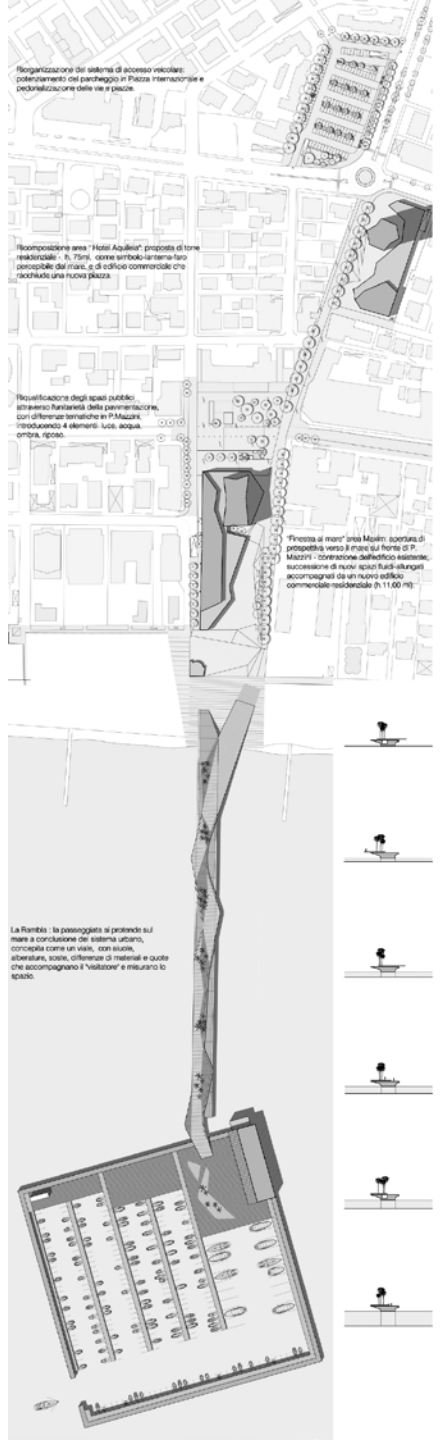 Riorganizzazione del sistema di accesso veicolare:
potenziamento del parcheggio in Piazza Internazionale e
pedonalizzazione delle vie e piazze.
Ricomposizione area " Hotel Aquileia": proposta di torre
residenziale - h. 75ml, come simbolo-lanterna-faro
percepibile dal mare, e di edificio commerciale che
racchiude una nuova piazza.
Riqualificazione degli spazi pubblici
attraverso l'unitarietà della pavimentazione,
con differenze tematiche in P.Mazzini,
introducendo 4 elementi: luce, acqua,
ombra, riposo.
"Finestra al mare" area Maxim: apertura di
prospettiva verso il mare sul fronte di P.
Mazzini - contrazione dell'edificio esistente;
successione di nuovi spazi fluidi-allungati
accompagnati da un nuovo edificio
commerciale-residenziale (h.11,00 ml);
La Rambla : la passeggiata si protende sul
mare a conclusione del sistema urbano,
concepita come un viale, con aiuole,
alberature, soste, differenze di materiali e quote
che accompagnano il "visitatore" e misurano lo
spazio.